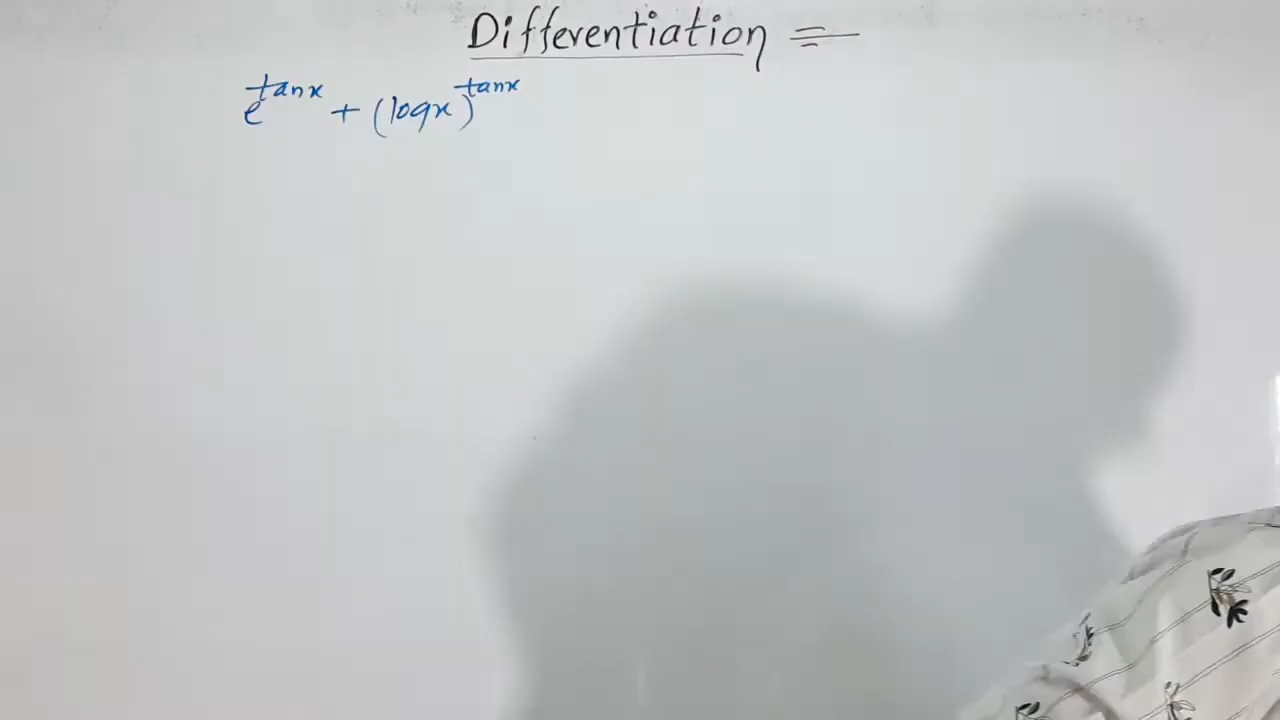 Differentiation =
e^tanx + (logx)^tanx